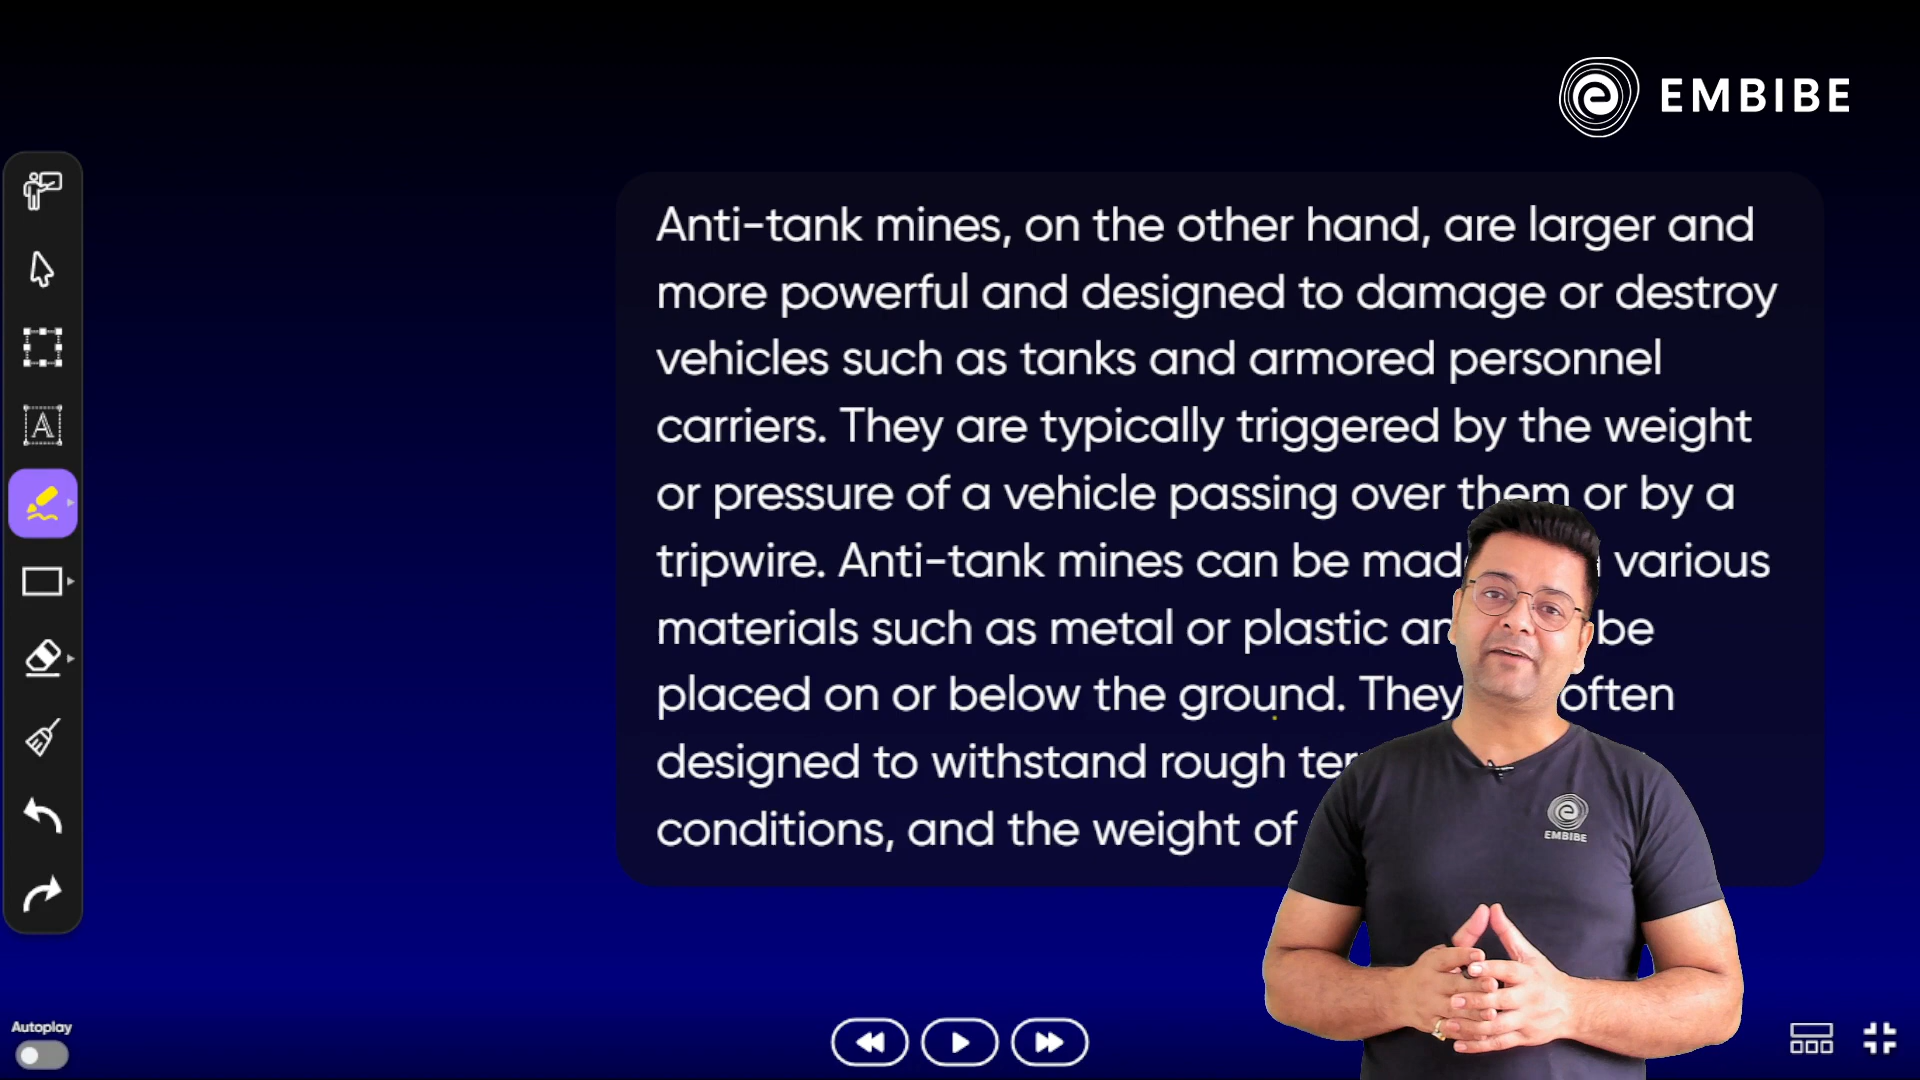 EMBIBE
Anti-tank mines, on the other hand, are larger and
more powerful and designed to damage or destroy
vehicles such as tanks and armored personnel
carriers. They are typically triggered by the weight
or pressure of a vehicle passing over them or by a
tripwire. Anti-tank mines can be various
materials such as metal or plastic be
placed on or below the ground. They often
designed to withstand rough
conditions, and the weight of
EMBIBE
Autoplay